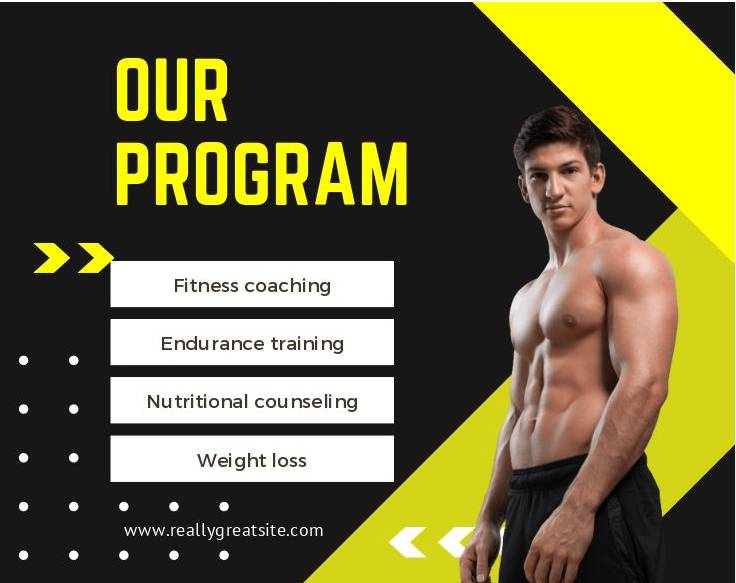 OUR
PROGRAM
Fitness coaching
Endurance training
Nutritional counseling
Weight loss
www.reallygreatsite.com